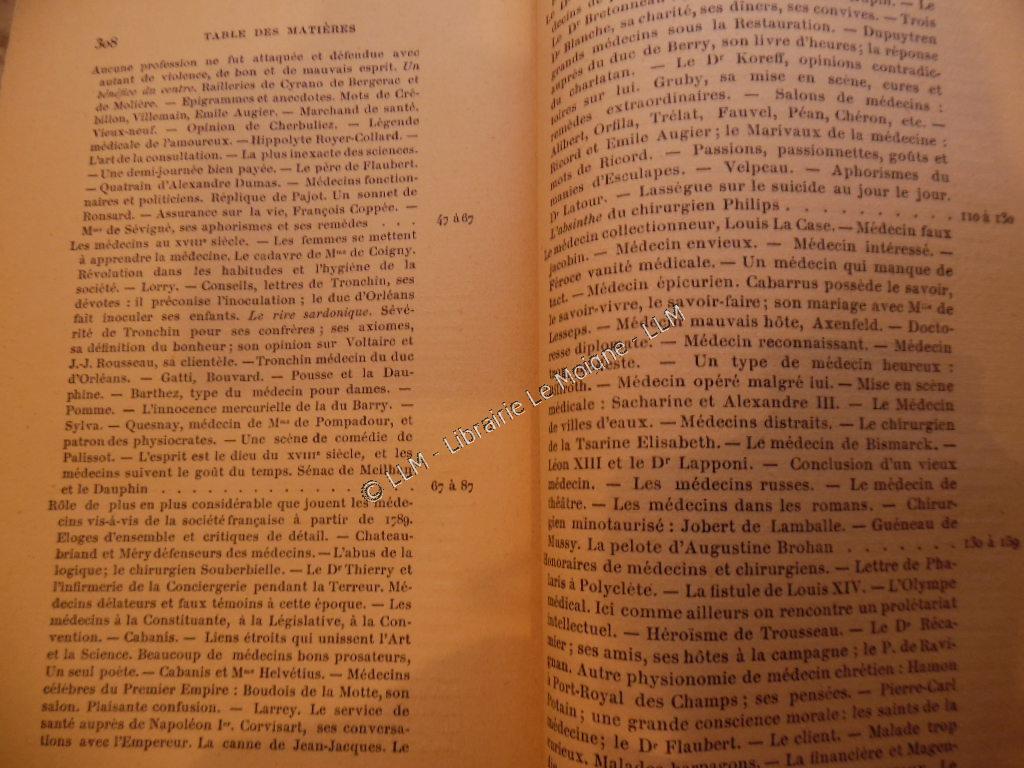 308
TABLE DES MATIÈRES
Aucune profession ne fut attaquée et défendue avec
autant de violence, de bon et de mauvais esprit. Un
bénéfice du centre. Railleries de Cyrano de Bergerac et
de Molière. — Epigrammes et anecdotes. Mots de Cré-
billon, Villemain, Emile Augier. — Marchand de santé.
Vieux-neuf. — Opinion de Cherbuliez. — Légende
médicale de l'amoureux. — Hippolyte Royer-Collard. —
L'art de la consultation. — La plus inexacte des sciences.
— Une demi-journée bien payée. — Le père de Flaubert.
— Quatrain d'Alexandre Dumas. — Médecins fonction-
naires et politiciens. Réplique de Pajot. Un sonnet de
Ronsard. — Assurance sur la vie, François Coppée. —
Mme de Sévigné, ses aphorismes et ses remèdes . . . 47 à 67
Les médecins au XVIIIe siècle. — Les femmes se mettent
à apprendre la médecine. Le cadavre de Mme de Coigny.
Révolution dans les habitudes et l'hygiène de la
société. — Lorry. — Conseils, lettres de Tronchin, ses
dévotes : il préconise l'inoculation ; le duc d'Orléans
fait inoculer ses enfants. Le rire sardonique. Sévé-
rité de Tronchin pour ses confrères ; ses axiomes,
sa définition du bonheur ; son opinion sur Voltaire et
J.-J. Rousseau, sa clientèle. — Tronchin médecin du duc
d'Orléans. — Gatti, Bouvard. — Pousse et la Dau-
phine. — Barthez, type du médecin pour dames. —
Pomme. — L'innocence mercurielle de la du Barry. —
Sylva. — Quesnay, médecin de Mme de Pompadour, et
patron des physiocrates. — Une scène de comédie de
Palissot. — L'esprit est le dieu du XVIIIe siècle, et les
médecins suivent le goût du temps. Sénac de Meilhan
et le Dauphin . . . . . . . . . . . . . . 67 à 87
Rôle de plus en plus considérable que jouent les méde-
cins vis-à-vis de la société française à partir de 1789.
Eloges d'ensemble et critiques de détail. — Chateau-
briand et Méry défenseurs des médecins. — L'abus de la
logique ; le chirurgien Souberbielle. — Le Dr Thierry et
l'infirmerie de la Conciergerie pendant la Terreur. Mé-
decins délateurs et faux témoins à cette époque. — Les
médecins à la Constituante, à la Législative, à la Con-
vention. — Cabanis. — Liens étroits qui unissent l'Art
et la Science. Beaucoup de médecins bons prosateurs,
Un seul poète. — Cabanis et Mme Helvétius. — Médecins
célèbres du Premier Empire : Boudois de la Motte, son
salon. Plaisante confusion. — Larrey. Le service de
santé auprès de Napoléon Ier. Corvisart, ses conversa-
tions avec l'Empereur. La canne de Jean-Jacques. Le
Le Dr Bretonneau
Dr Blanche, sa charité, ses dîners, ses convives. — Trois
grands médecins sous la Restauration. — Dupuytren
auprès du duc de Berry, son livre d'heures ; la réponse
du charlatan. — Le Dr Koreff, opinions contradic-
toires sur lui. Gruby, sa mise en scène, cures et
remèdes extraordinaires. — Salons de médecins :
Alibert, Orfila, Trélat, Fauvel, Péan, Chéron, etc. —
Ricord et Emile Augier ; le Marivaux de la médecine :
mots de Ricord. — Passions, passionnettes, goûts et
manies d'Esculapes. — Velpeau. — Aphorismes du
Dr Latour. — Lassègue sur le suicide au jour le jour.
L'absinthe du chirurgien Philips . . . . . . . . . 110 à 130
Le médecin collectionneur, Louis La Case. — Médecin faux
jacobin. — Médecin envieux. — Médecin intéressé. —
Féroce vanité médicale. — Un médecin qui manque de
tact. — Médecin épicurien. Cabarrus possède le savoir,
le savoir-vivre, le savoir-faire ; son mariage avec Mlle de
Lesseps. — Médecin mauvais hôte, Axenfeld. — Docto-
resse diplomate. — Médecin reconnaissant. — Médecin
— Un type de médecin heureux :
— Médecin opéré malgré lui. — Mise en scène
médicale : Sacharine et Alexandre III. — Le Médecin
de villes d'eaux. — Médecins distraits. — Le chirurgien
de la Tsarine Elisabeth. — Le médecin de Bismarck. —
Léon XIII et le Dr Lapponi. — Conclusion d'un vieux
médecin. — Les médecins russes. — Le médecin de
théâtre. — Les médecins dans les romans. — Chirur-
gien minotaurisé : Jobert de Lamballe. — Guéneau de
Mussy. La pelote d'Augustine Brohan . . . . . . . 130 à 159
Honoraires de médecins et chirurgiens. — Lettre de Pha-
laris à Polyclète. — La fistule de Louis XIV. — L'Olympe
médical. Ici comme ailleurs on rencontre un prolétariat
intellectuel. — Héroïsme de Trousseau. — Le Dr Réca-
mier ; ses amis, ses hôtes à la campagne ; le P. de Ravi-
gnan. Autre physionomie de médecin chrétien : Hamon
à Port-Royal des Champs ; ses pensées. — Pierre-Carl
Potain ; une grande conscience morale : les saints de la
médecine ; le Dr Flaubert. — Le client. — Malade trop
curieux. Malades harpagons. — La financière et Magen-
© LLM - Librairie Le Moigne - LLM